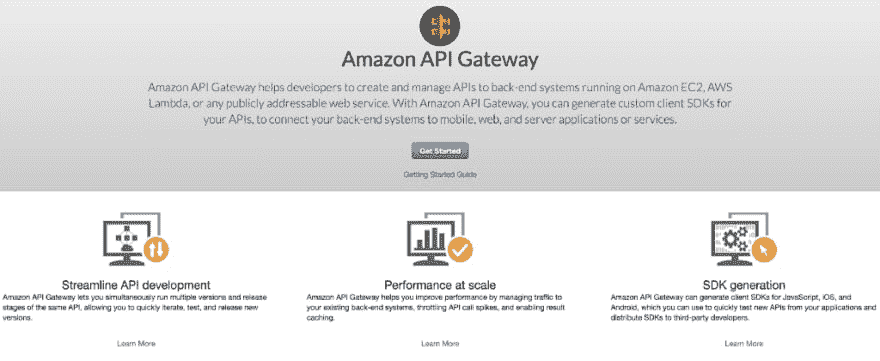 Amazon API Gateway
Amazon API Gateway helps developers to create and manage APIs to back-end systems running on Amazon EC2, AWS
Lambda, or any publicly addressable web service. With Amazon API Gateway, you can generate custom client SDKs for
your APIs, to connect your back-end systems to mobile, web, and server applications or services.
Get Started
Getting Started Guide
Streamline API development
Amazon API Gateway lets you simultaneously run multiple versions and release
stages of the same API, allowing you to quickly iterate, test, and release new
versions.
Learn More
Performance at scale
Amazon API Gateway helps you improve performance by managing traffic to
your existing back-end systems, throttling API call spikes, and enabling result
caching.
Learn More
SDK generation
Amazon API Gateway can generate client SDKs for JavaScript, iOS, and
Android, which you can use to quickly test new APIs from your applications and
distribute SDKs to third-party developers.
Learn More